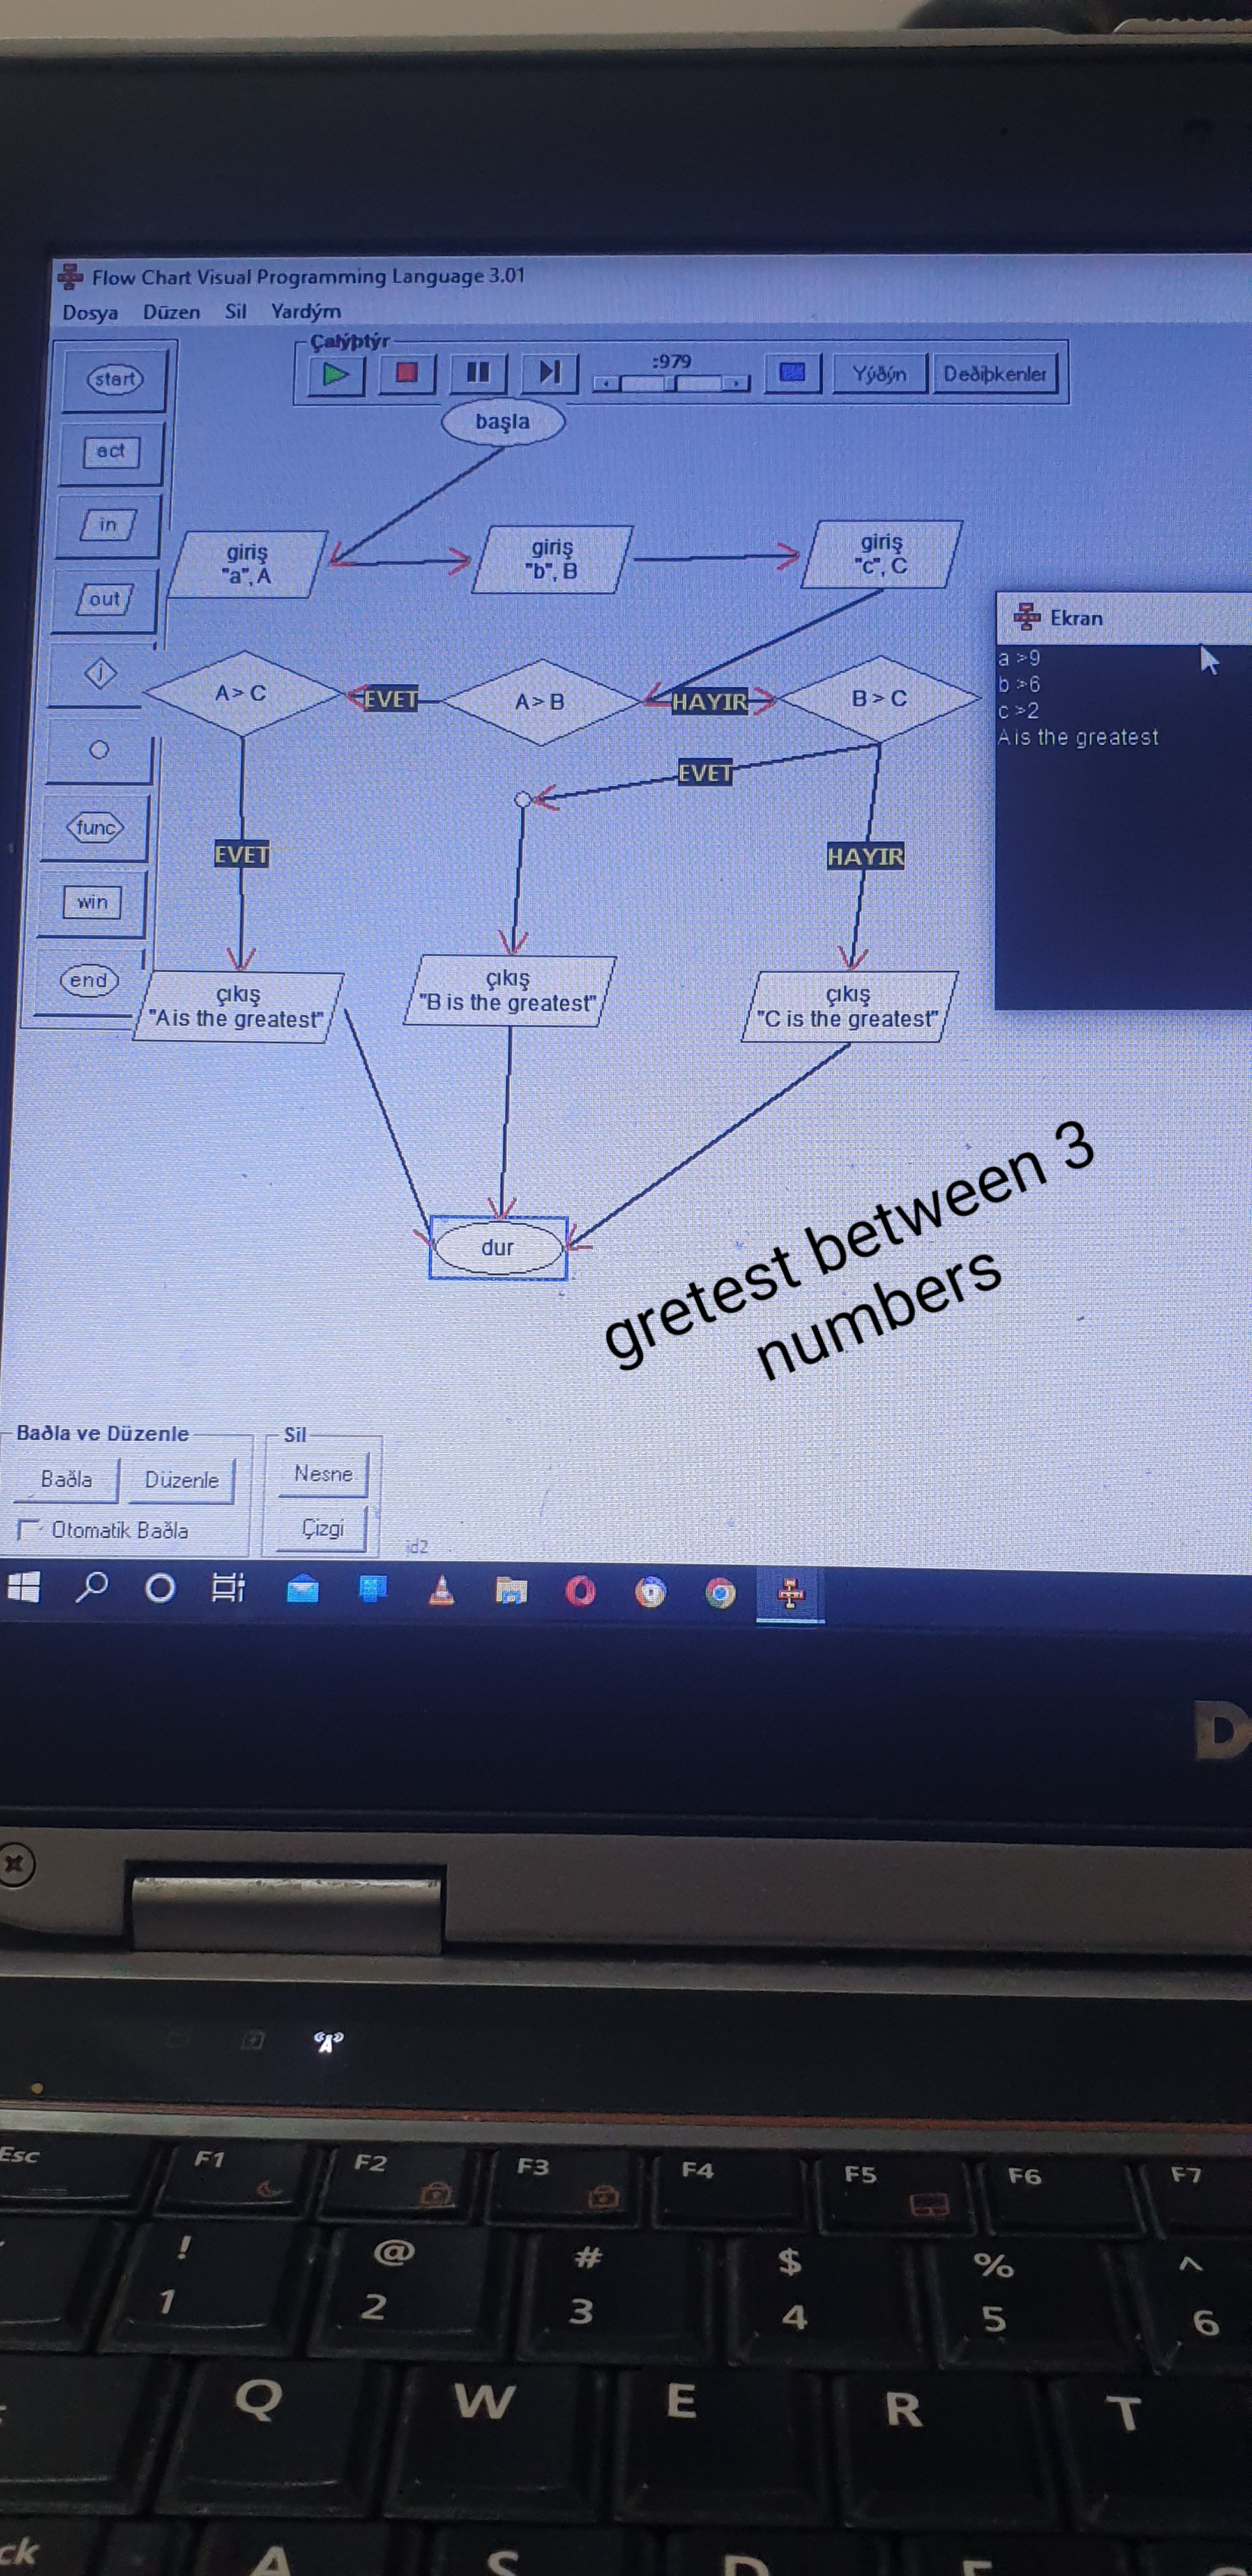 Flow Chart Visual Programming Language 3.01
Dosya Düzen Sil Yardým
Çalýþtýr
:979
Yýðýn
Deðiþkenler
start
act
in
out
i
func
win
end
başla
giriş
"a", A
giriş
"b", B
giriş
"c", C
A > C
EVET
A > B
HAYIR
B > C
EVET
EVET
HAYIR
çıkış
"A is the greatest"
çıkış
"B is the greatest"
çıkış
"C is the greatest"
dur
Ekran
a >9
b >6
c >2
A is the greatest
gretest between 3
numbers
Baðla ve Düzenle
Baðla
Düzenle
Otomatik Baðla
Sil
Nesne
Çizgi
id2
D
Esc F1 F2 F3 F4 F5 F6 F7
! @ # $ % ^
1 2 3 4 5 6
Q W E R T
ck A S D F